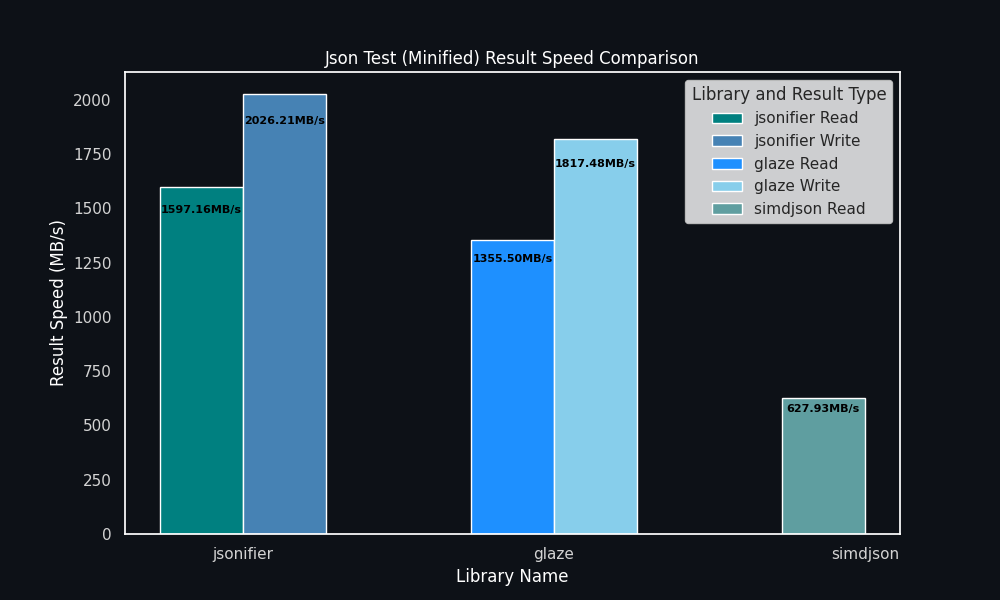 Json Test (Minified) Result Speed Comparison
Library and Result Type
jsonifier Read
jsonifier Write
glaze Read
glaze Write
simdjson Read
2000
1750
1500
1250
1000
750
500
250
0
Result Speed (MB/s)
1597.16MB/s
2026.21MB/s
1355.50MB/s
1817.48MB/s
627.93MB/s
jsonifier
glaze
simdjson
Library Name